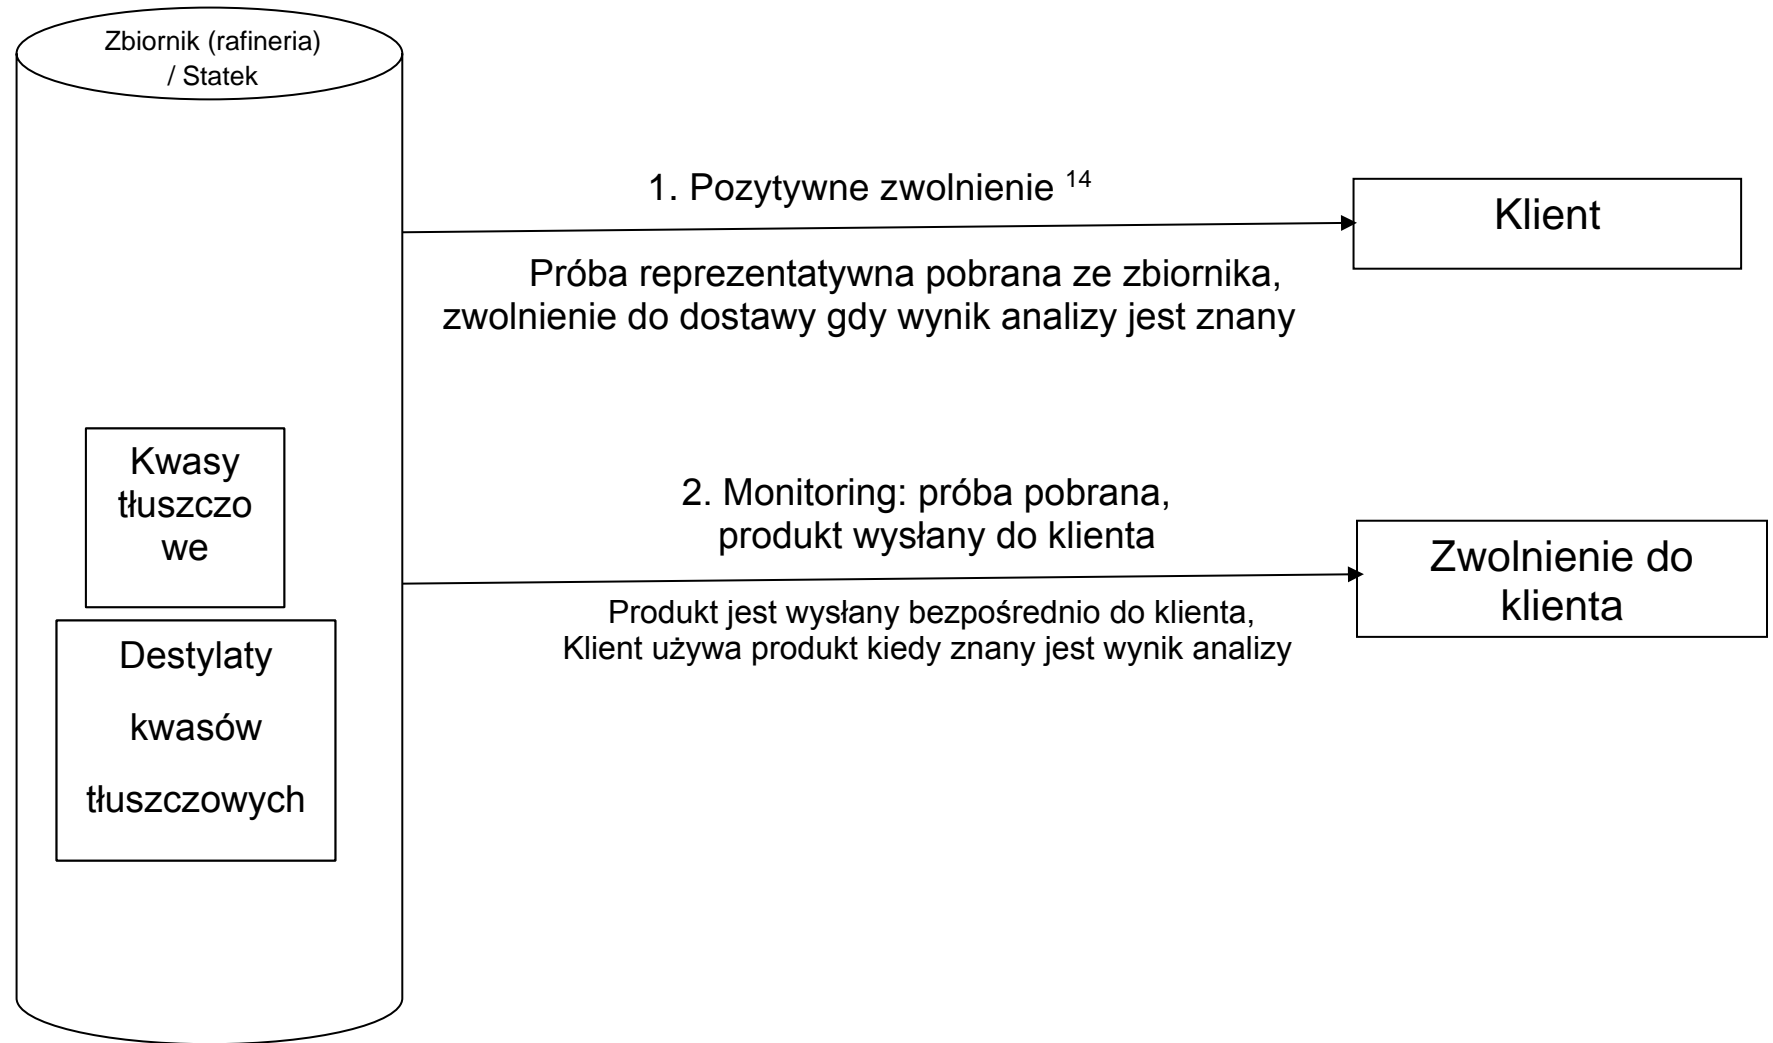 Zbiornik (rafineria)
/ Statek
1. Pozytywne zwolnienie ¹⁴
Klient
Próba reprezentatywna pobrana ze zbiornika,
zwolnienie do dostawy gdy wynik analizy jest znany
Kwasy
tłuszczo
we
2. Monitoring: próba pobrana,
produkt wysłany do klienta
Zwolnienie do
klienta
Produkt jest wysłany bezpośrednio do klienta,
Klient używa produkt kiedy znany jest wynik analizy
Destylaty
kwasów
tłuszczowych